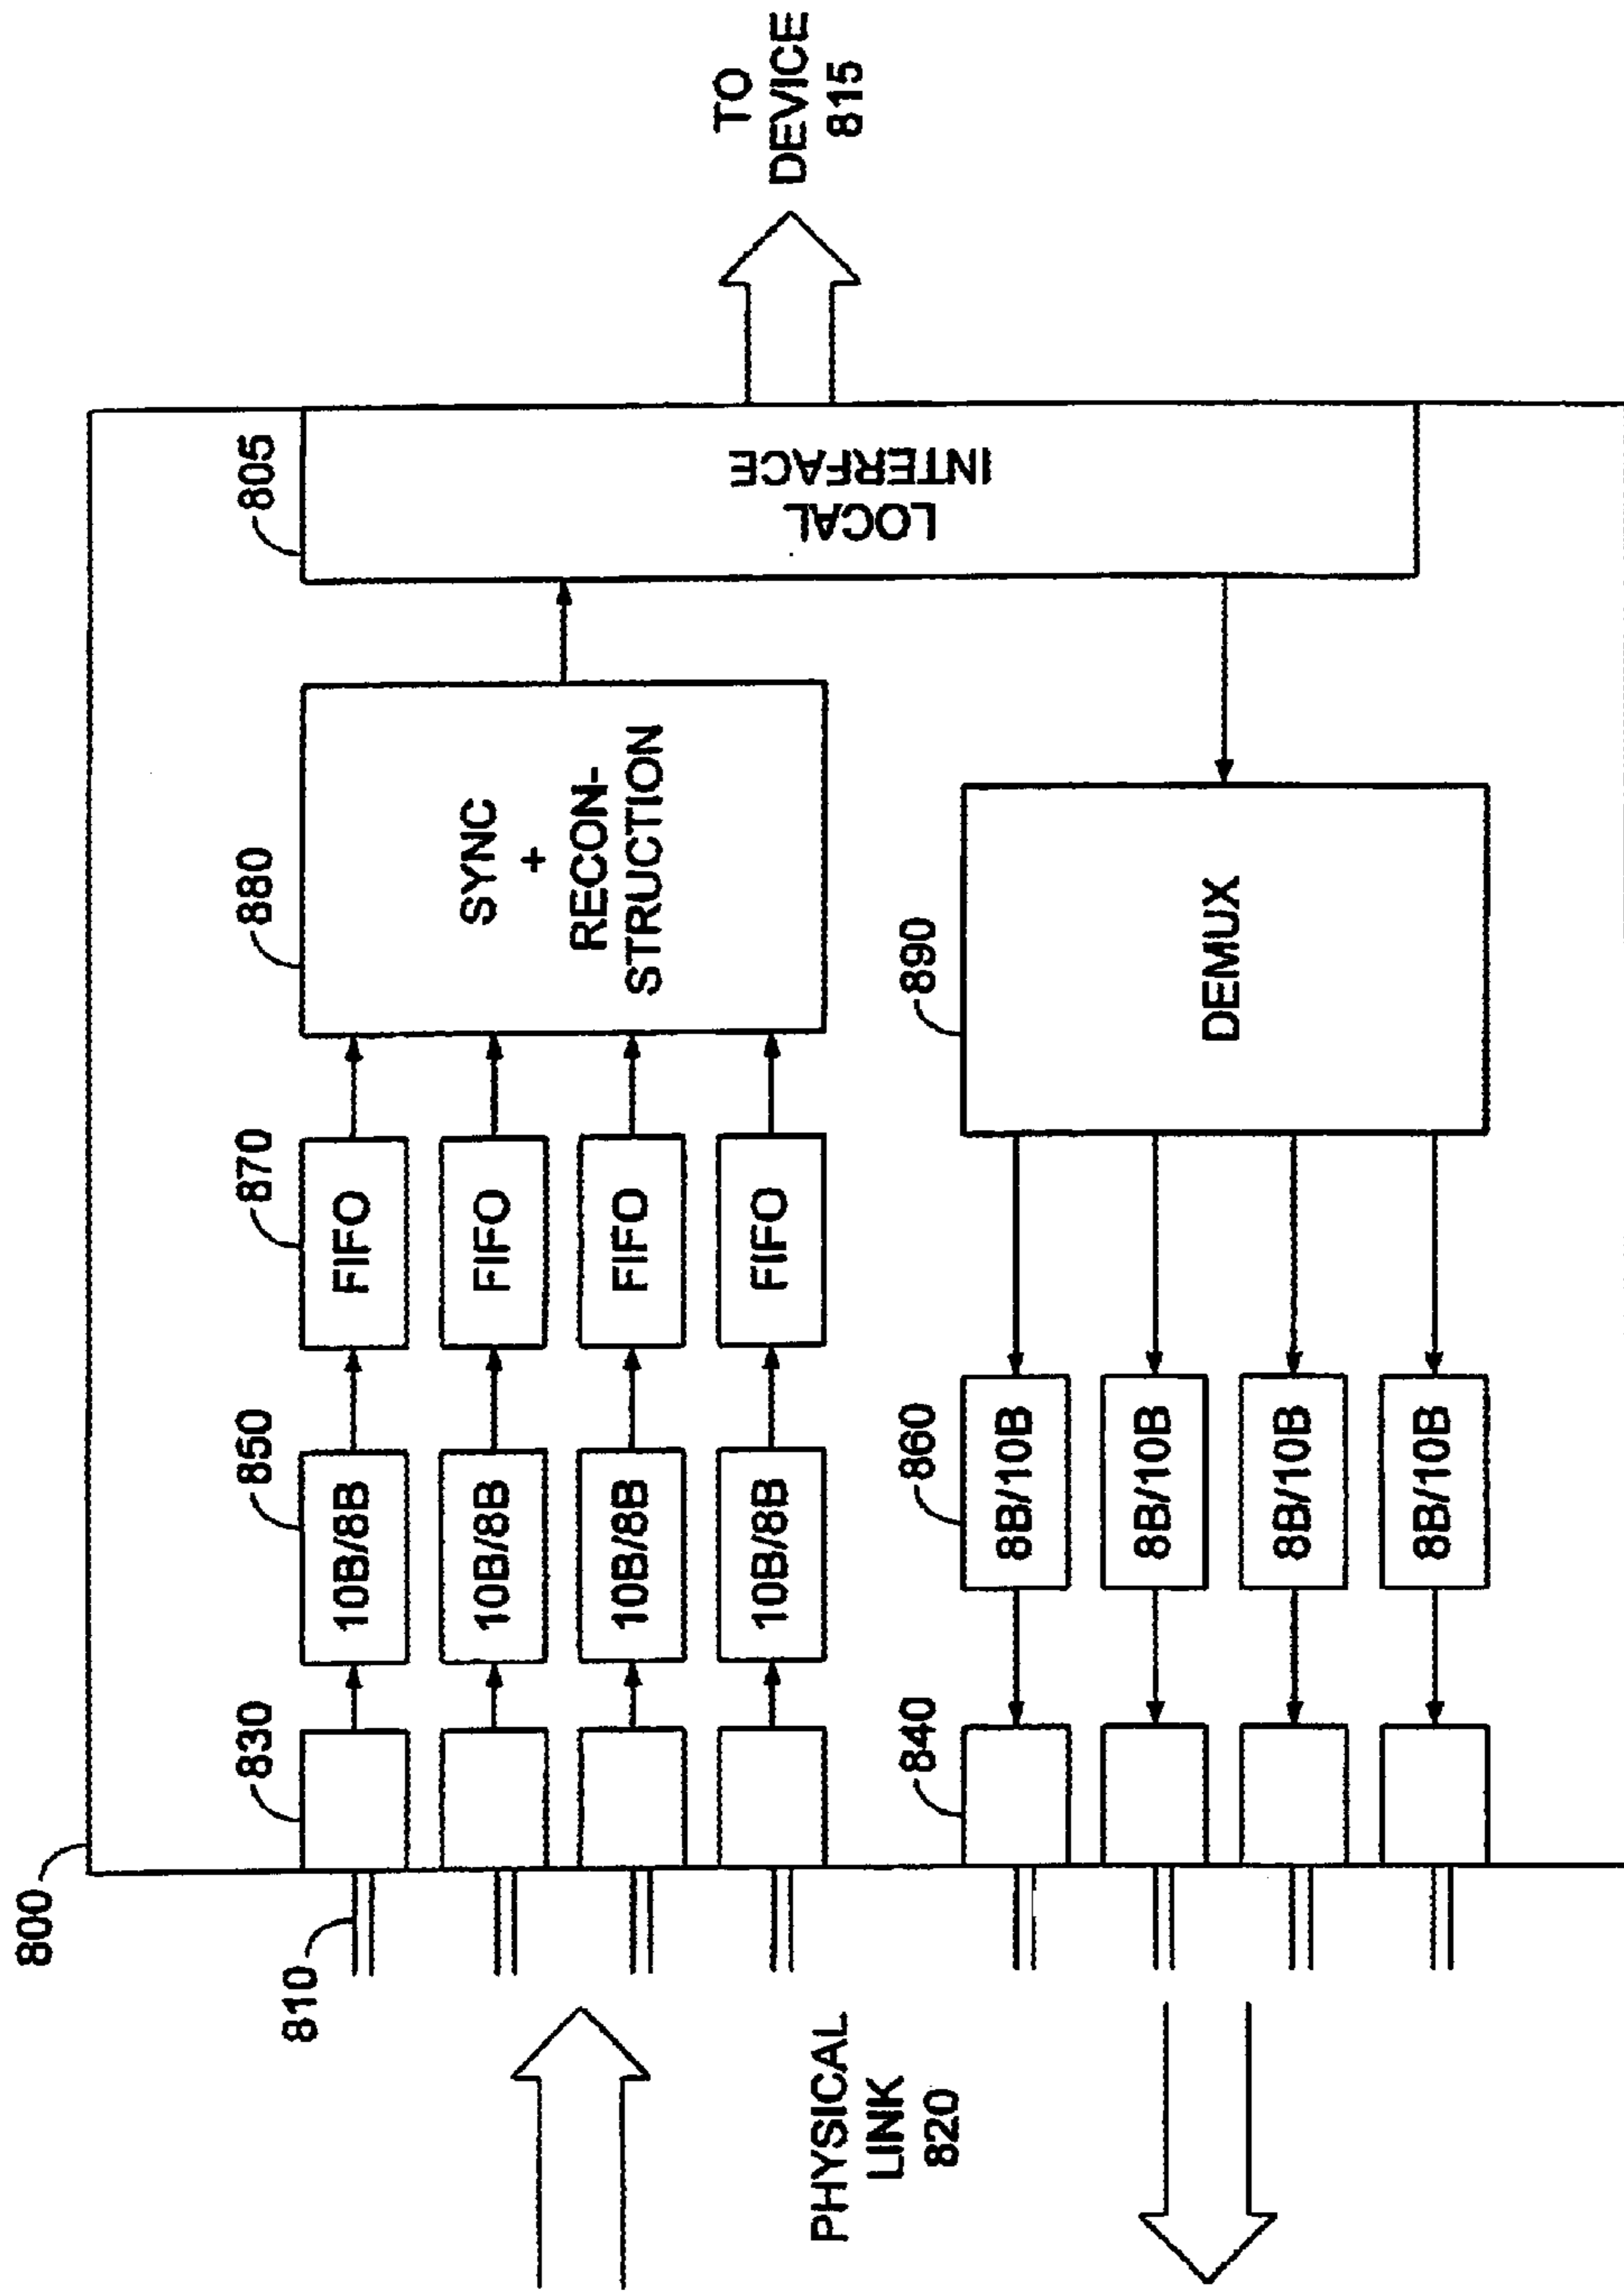 800
810
PHYSICAL
LINK
820
830
850
870
880
805
10B/8B
FIFO
10B/8B
FIFO
10B/8B
FIFO
10B/8B
FIFO
SYNC
+
RECON-
STRUCTION
LOCAL
INTERFACE
TO
DEVICE
815
840
860
890
8B/10B
8B/10B
8B/10B
8B/10B
DEMUX